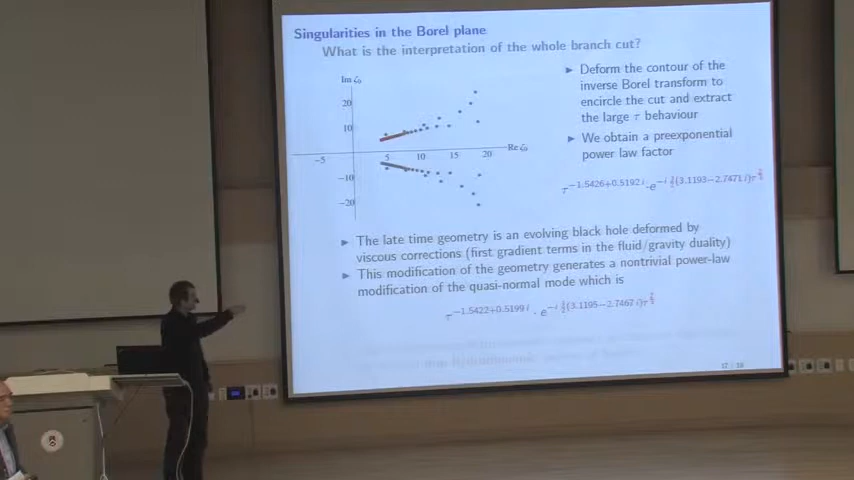 Singularities in the Borel plane
What is the interpretation of the whole branch cut?
Im ζ₀
20
10
-5
5
10
15
20
Re ζ₀
-10
-20
► Deform the contour of the
inverse Borel transform to
encircle the cut and extract
the large τ behaviour
► We obtain a preexponential
power law factor
τ^{-1.5426+0.5192 i} · e^{-i 3/2 (3.1193-2.7471 i) τ^{2/3}}
► The late time geometry is an evolving black hole deformed by
viscous corrections (first gradient terms in the fluid/gravity duality)
► This modification of the geometry generates a nontrivial power-law
modification of the quasi-normal mode which is
τ^{-1.5422+0.5199 i} · e^{-i 3/2 (3.1195-2.7467 i) τ^{2/3}}